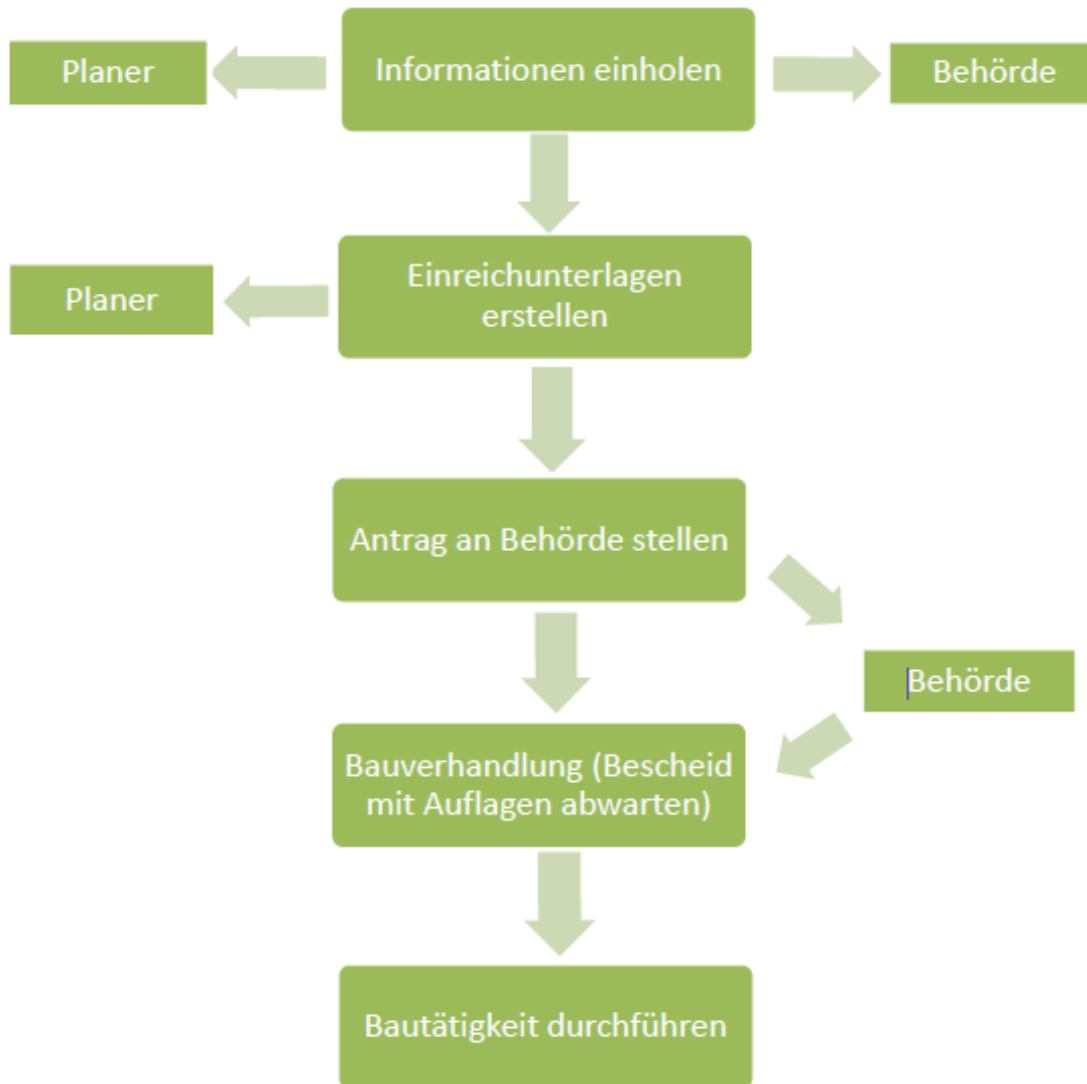 Planer
Informationen einholen
Behörde
Planer
Einreichunterlagen
erstellen
Antrag an Behörde stellen
Behörde
Bauverhandlung (Bescheid
mit Auflagen abwarten)
Bautätigkeit durchführen